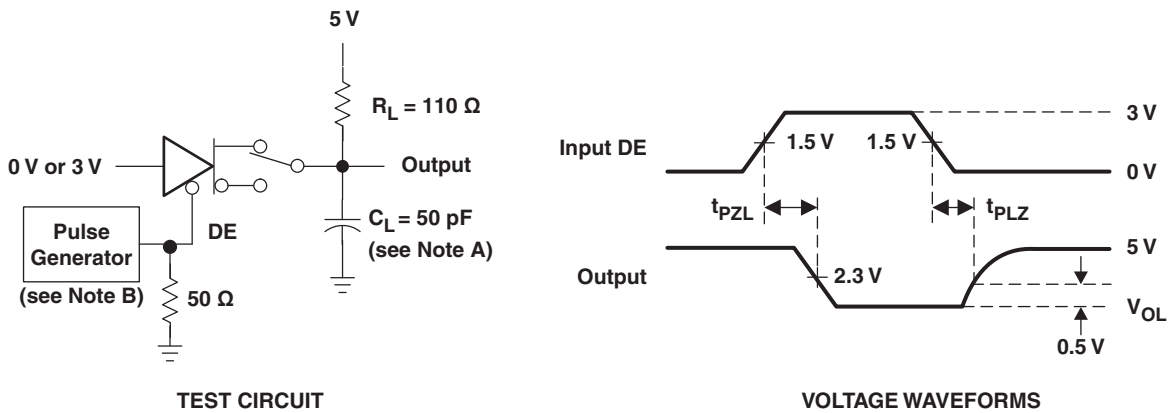 5 V
R_L = 110 Ω
0 V or 3 V
Output
Pulse
Generator
(see Note B)
DE
C_L = 50 pF
(see Note A)
50 Ω
TEST CIRCUIT
Input DE
1.5 V
1.5 V
3 V
0 V
t_PZL
t_PLZ
Output
2.3 V
5 V
V_OL
0.5 V
VOLTAGE WAVEFORMS